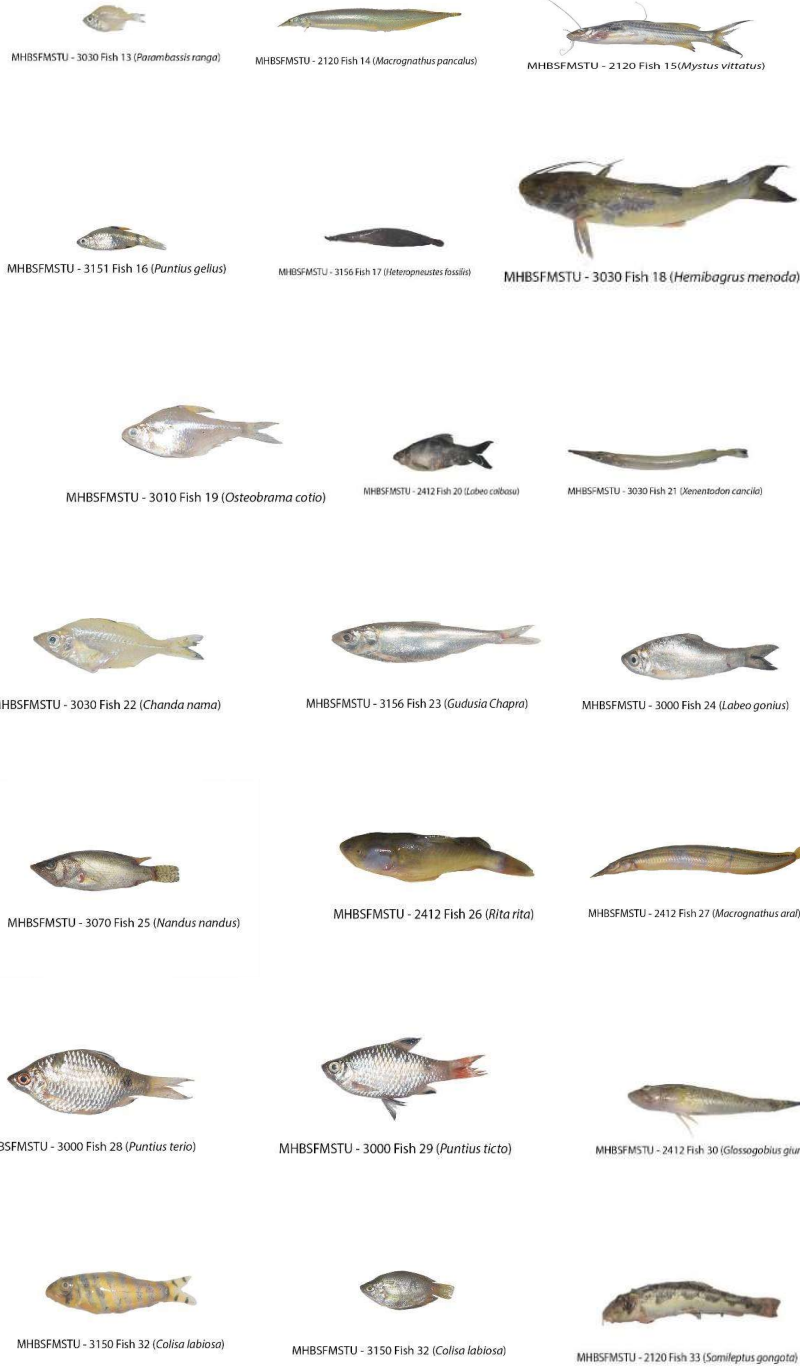 MHBSFMSTU - 3030 Fish 13 (Parambassis ranga)
MHBSFMSTU - 2120 Fish 14 (Macrognathus pancalus)
MHBSFMSTU - 2120 Fish 15(Mystus vittatus)
MHBSFMSTU - 3151 Fish 16 (Puntius gelius)
MHBSFMSTU - 3156 Fish 17 (Heteropneustes fossilis)
MHBSFMSTU - 3030 Fish 18 (Hemibagrus menoda)
MHBSFMSTU - 3010 Fish 19 (Osteobrama cotio)
MHBSFMSTU - 2412 Fish 20 (Labeo calbasu)
MHBSFMSTU - 3030 Fish 21 (Xenentodon cancila)
HBSFMSTU - 3030 Fish 22 (Chanda nama)
MHBSFMSTU - 3156 Fish 23 (Gudusia Chapra)
MHBSFMSTU - 3000 Fish 24 (Labeo gonius)
MHBSFMSTU - 3070 Fish 25 (Nandus nandus)
MHBSFMSTU - 2412 Fish 26 (Rita rita)
MHBSFMSTU - 2412 Fish 27 (Macrognathus aral)
BSFMSTU - 3000 Fish 28 (Puntius terio)
MHBSFMSTU - 3000 Fish 29 (Puntius ticto)
MHBSFMSTU - 2412 Fish 30 (Glossogobius giur
MHBSFMSTU - 3150 Fish 32 (Colisa labiosa)
MHBSFMSTU - 3150 Fish 32 (Colisa labiosa)
MHBSFMSTU - 2120 Fish 33 (Somileptus gongota)